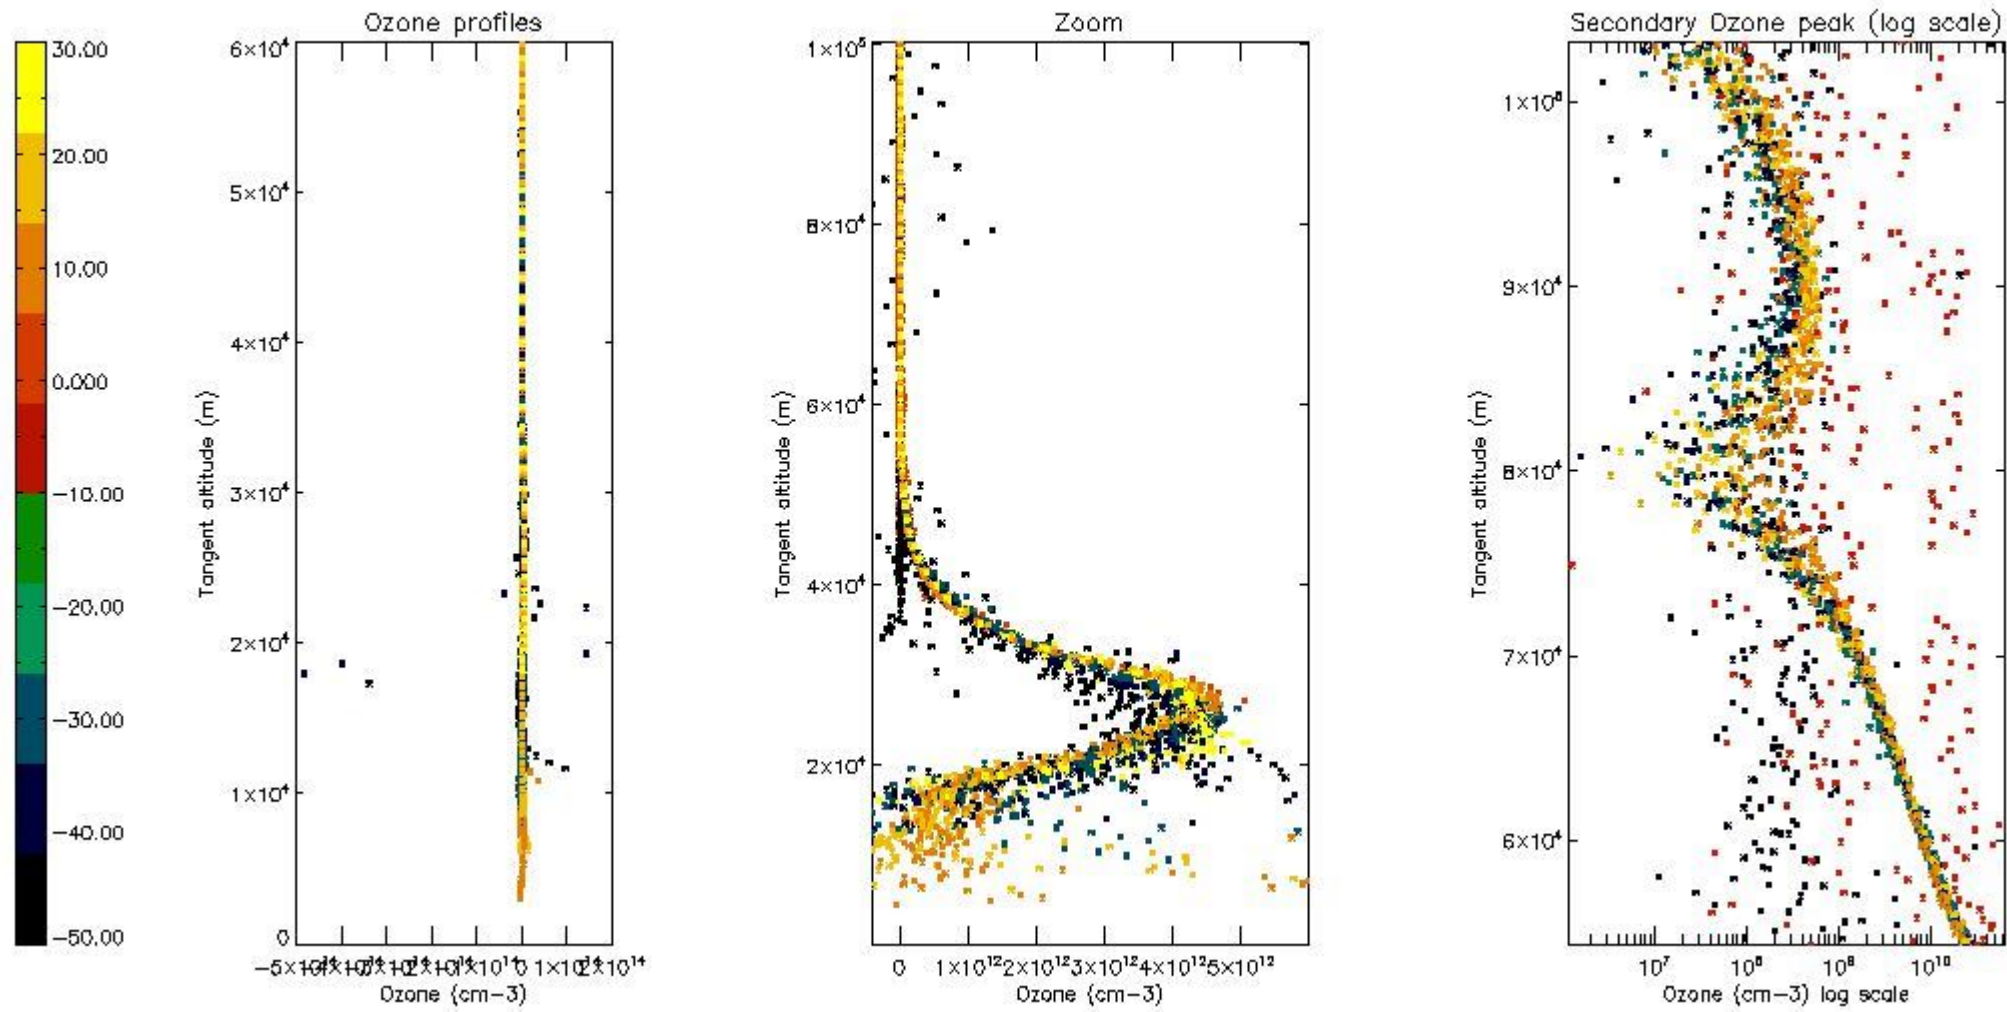 Ozone profiles
Zoom
Secondary Ozone peak (log scale)
30.00
20.00
10.00
0.000
−10.00
−20.00
−30.00
−40.00
−50.00
6×10⁴
5×10⁴
4×10⁴
3×10⁴
2×10⁴
1×10⁴
0
Tangent altitude (m)
0 1×10¹⁴ 2×10¹⁴
Ozone (cm−3)
1×10⁵
8×10⁴
6×10⁴
4×10⁴
2×10⁴
Tangent altitude (m)
0 1×10¹² 2×10¹² 3×10¹² 4×10¹² 5×10¹²
Ozone (cm−3)
1×10⁵
9×10⁴
8×10⁴
7×10⁴
6×10⁴
Tangent altitude (m)
10⁷ 10⁸ 10⁹ 10¹⁰
Ozone (cm−3) log scale